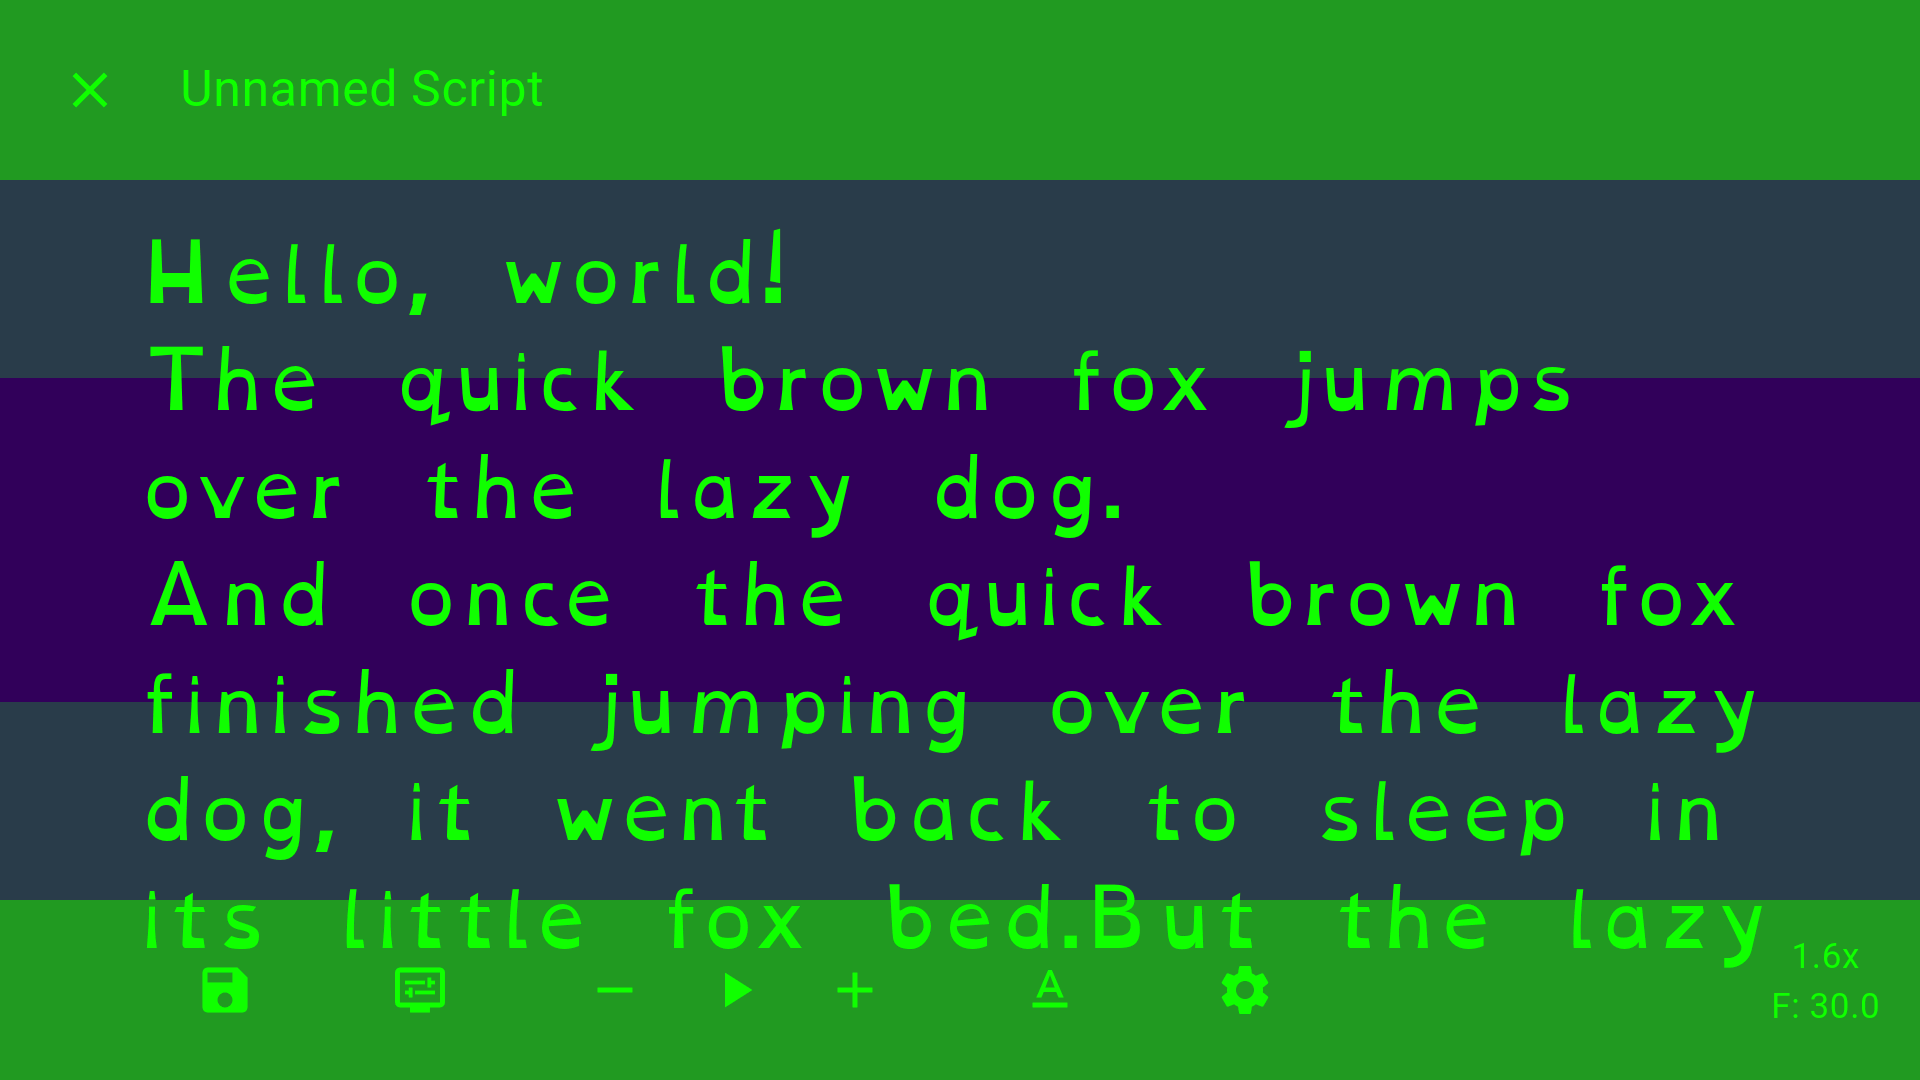 Unnamed Script
Hello, world!
The quick brown fox jumps
over the lazy dog.
And once the quick brown fox
finished jumping over the lazy
dog, it went back to sleep in
its little fox bed.But the lazy
1.6x
F: 30.0